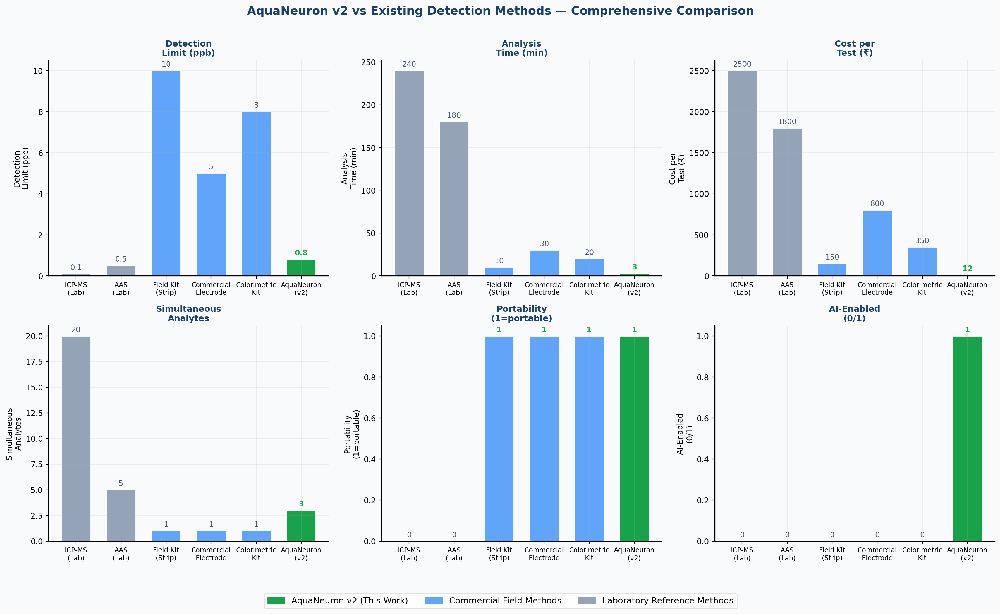 AquaNeuron v2 vs Existing Detection Methods — Comprehensive Comparison
Detection
Limit (ppb)
Detection
Limit (ppb)
10
8
6
4
2
0
0.1
0.5
10
5
8
0.8
ICP-MS
(Lab)
AAS
(Lab)
Field Kit
(Strip)
Commercial
Electrode
Colorimetric
Kit
AquaNeuron
(v2)
Analysis
Time (min)
Analysis
Time (min)
250
200
150
100
50
0
240
180
10
30
20
3
ICP-MS
(Lab)
AAS
(Lab)
Field Kit
(Strip)
Commercial
Electrode
Colorimetric
Kit
AquaNeuron
(v2)
Cost per
Test (₹)
Cost per
Test (₹)
2500
2000
1500
1000
500
0
2500
1800
150
800
350
12
ICP-MS
(Lab)
AAS
(Lab)
Field Kit
(Strip)
Commercial
Electrode
Colorimetric
Kit
AquaNeuron
(v2)
Simultaneous
Analytes
Simultaneous
Analytes
20.0
17.5
15.0
12.5
10.0
7.5
5.0
2.5
0.0
20
5
1
1
1
3
ICP-MS
(Lab)
AAS
(Lab)
Field Kit
(Strip)
Commercial
Electrode
Colorimetric
Kit
AquaNeuron
(v2)
Portability
(1=portable)
Portability
(1=portable)
1.0
0.8
0.6
0.4
0.2
0.0
0
0
1
1
1
1
ICP-MS
(Lab)
AAS
(Lab)
Field Kit
(Strip)
Commercial
Electrode
Colorimetric
Kit
AquaNeuron
(v2)
AI-Enabled
(0/1)
AI-Enabled
(0/1)
1.0
0.8
0.6
0.4
0.2
0.0
0
0
0
0
0
1
ICP-MS
(Lab)
AAS
(Lab)
Field Kit
(Strip)
Commercial
Electrode
Colorimetric
Kit
AquaNeuron
(v2)
AquaNeuron v2 (This Work)
Commercial Field Methods
Laboratory Reference Methods